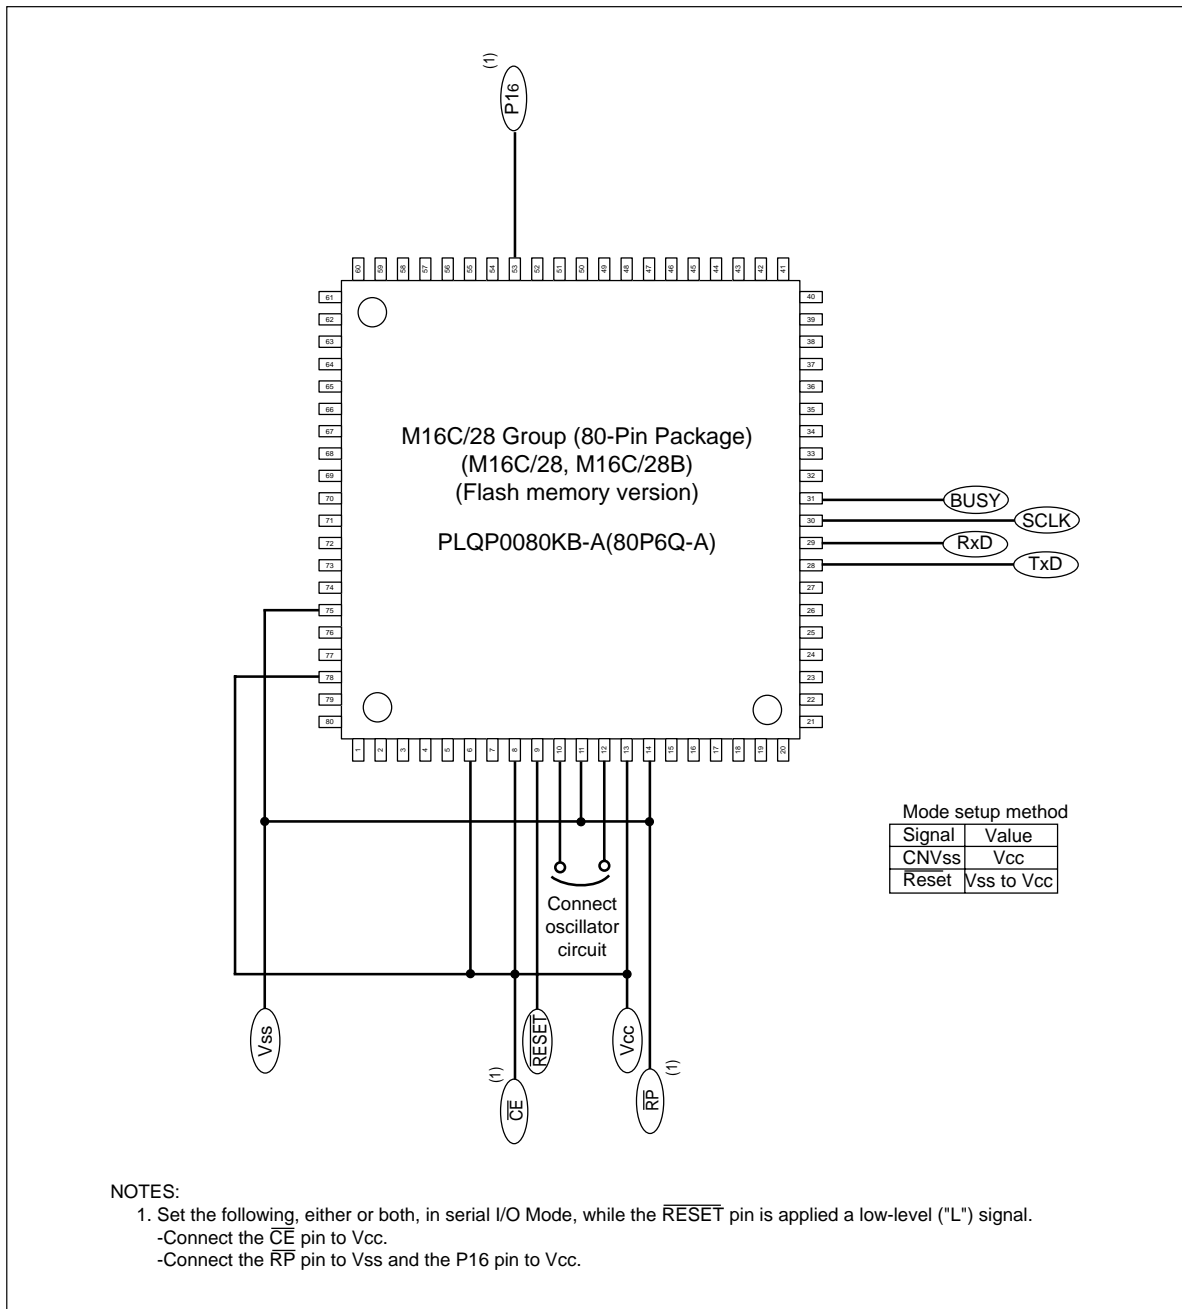 (1)
P16
60 59 58 57 56 55 54 53 52 51 50 49 48 47 46 45 44 43 42 41
61 40
62 39
63 38
64 37
65 36
66 35
67 34
68 33
69 32
70 31
71 30
72 29
73 28
74 27
75 26
76 25
77 24
78 23
79 22
80 21
M16C/28 Group (80-Pin Package)
(M16C/28, M16C/28B)
(Flash memory version)
PLQP0080KB-A(80P6Q-A)
BUSY
SCLK
RxD
TxD
1 2 3 4 5 6 7 8 9 10 11 12 13 14 15 16 17 18 19 20
Mode setup method
Signal Value
CNVss Vcc
Reset Vss to Vcc
Connect
oscillator
circuit
Vss
RESET
Vcc
(1)
CE
(1)
RP
NOTES:
1. Set the following, either or both, in serial I/O Mode, while the RESET pin is applied a low-level ("L") signal.
-Connect the CE pin to Vcc.
-Connect the RP pin to Vss and the P16 pin to Vcc.